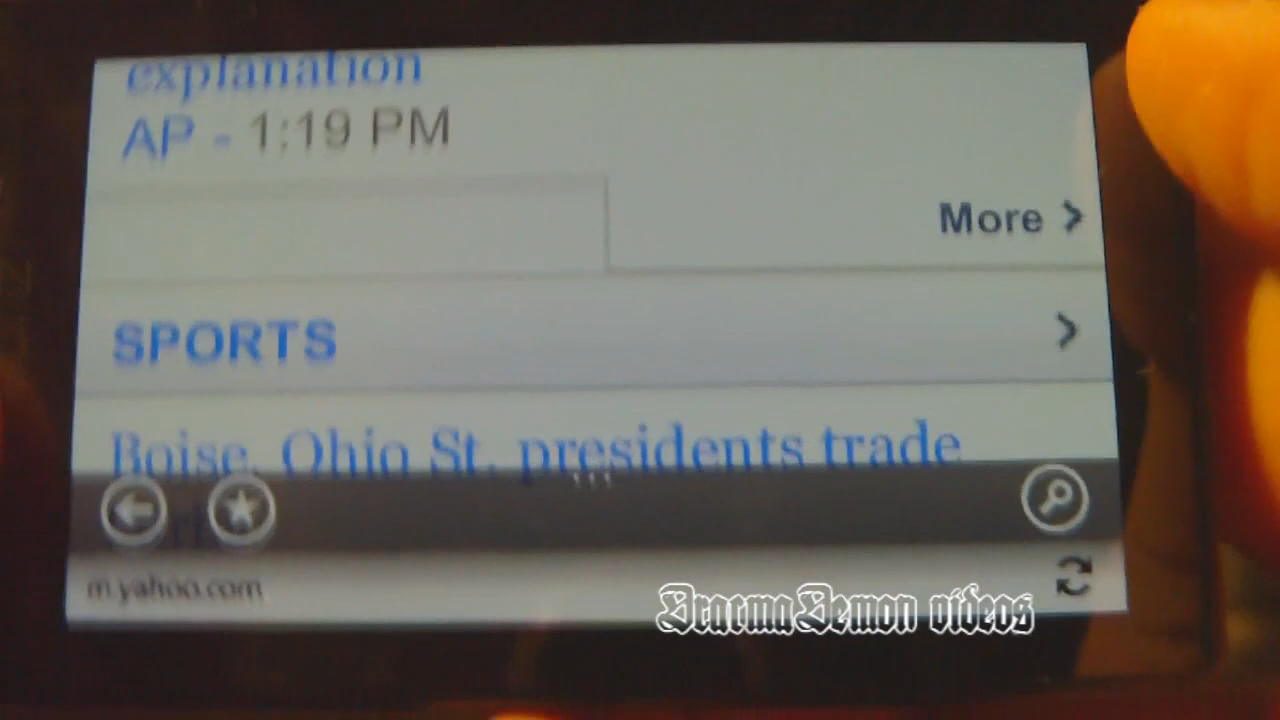 explanation
AP - 1:19 PM
More
SPORTS
Boise, Ohio St. presidents trade
m.yahoo.com
DracmaDemon videos